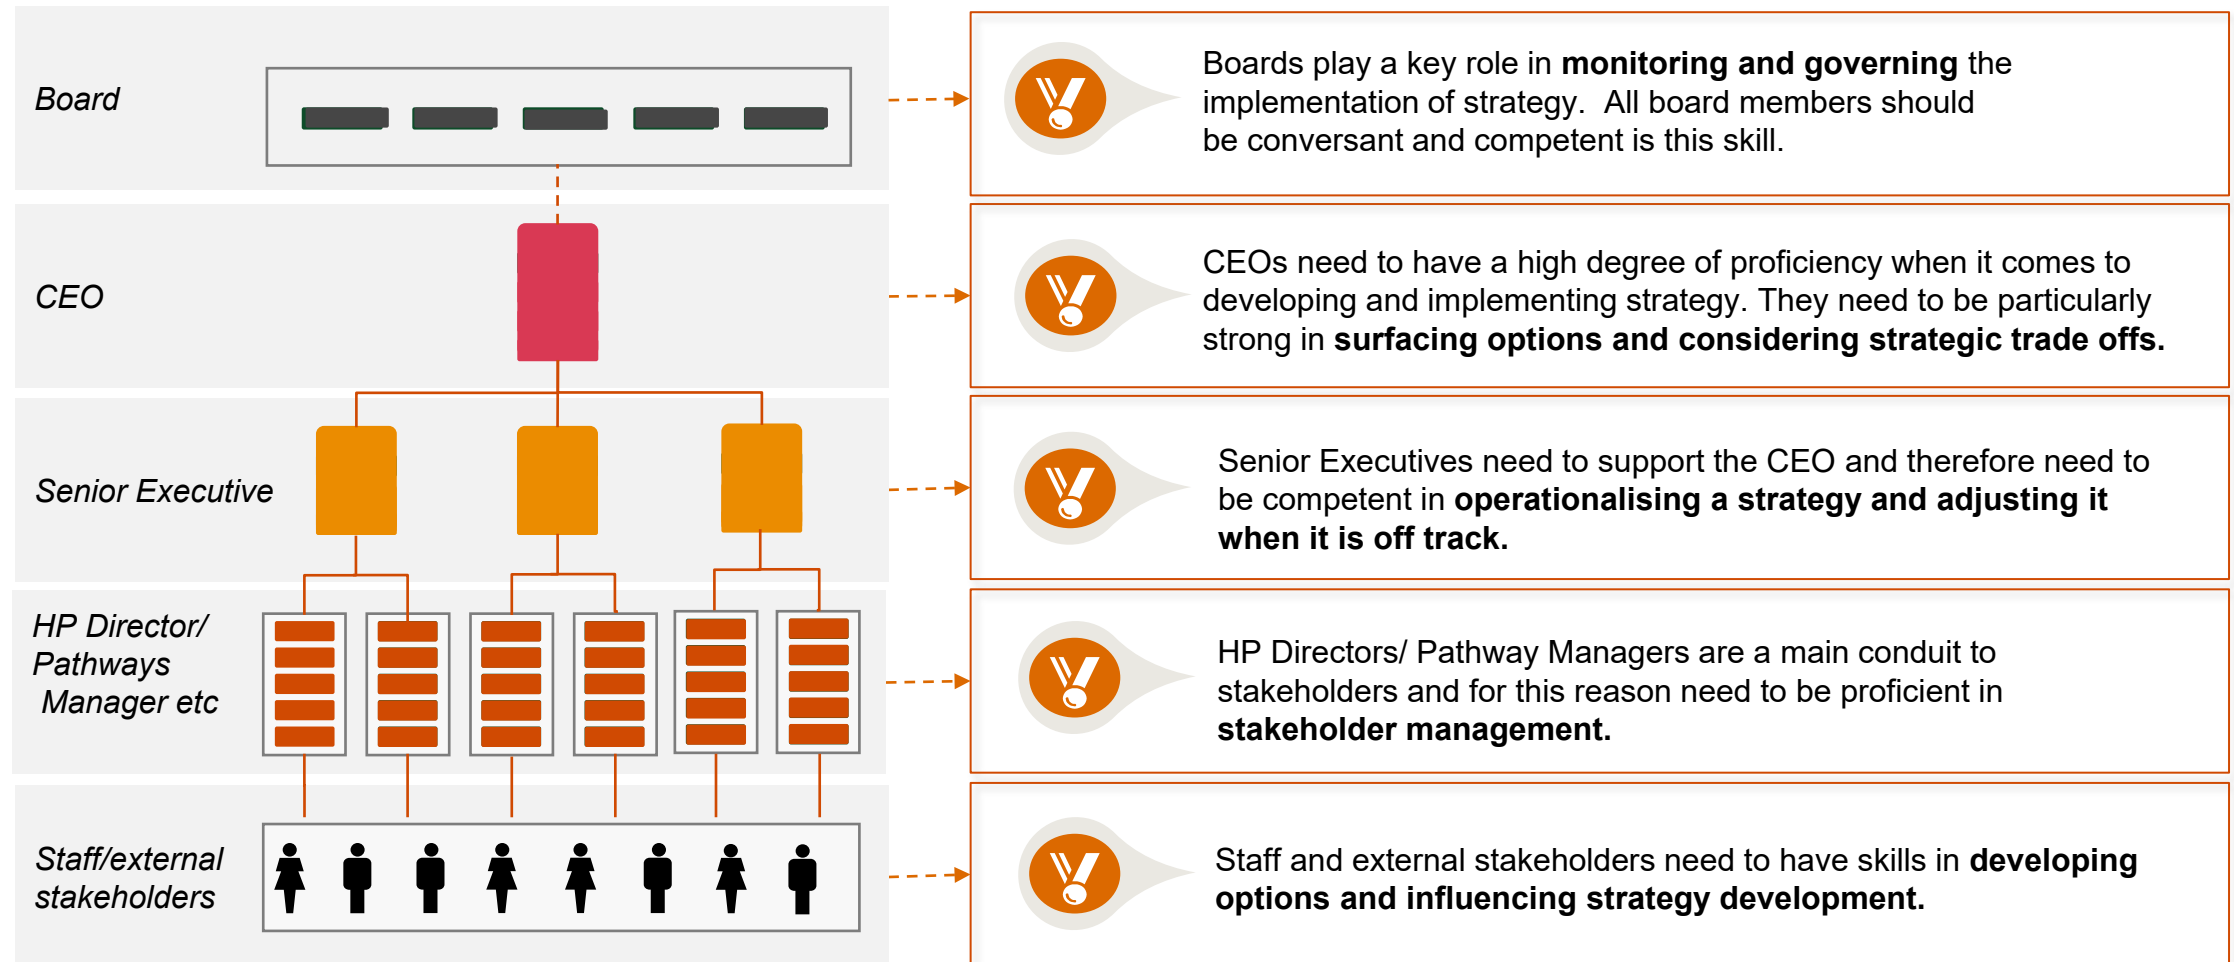 Board
Boards play a key role in monitoring and governing the
implementation of strategy.  All board members should
be conversant and competent is this skill.
CEO
CEOs need to have a high degree of proficiency when it comes to
developing and implementing strategy. They need to be particularly
strong in surfacing options and considering strategic trade offs.
Senior Executive
Senior Executives need to support the CEO and therefore need to
be competent in operationalising a strategy and adjusting it
when it is off track.
HP Director/
Pathways
Manager etc
HP Directors/ Pathway Managers are a main conduit to
stakeholders and for this reason need to be proficient in
stakeholder management.
Staff/external
stakeholders
Staff and external stakeholders need to have skills in developing
options and influencing strategy development.